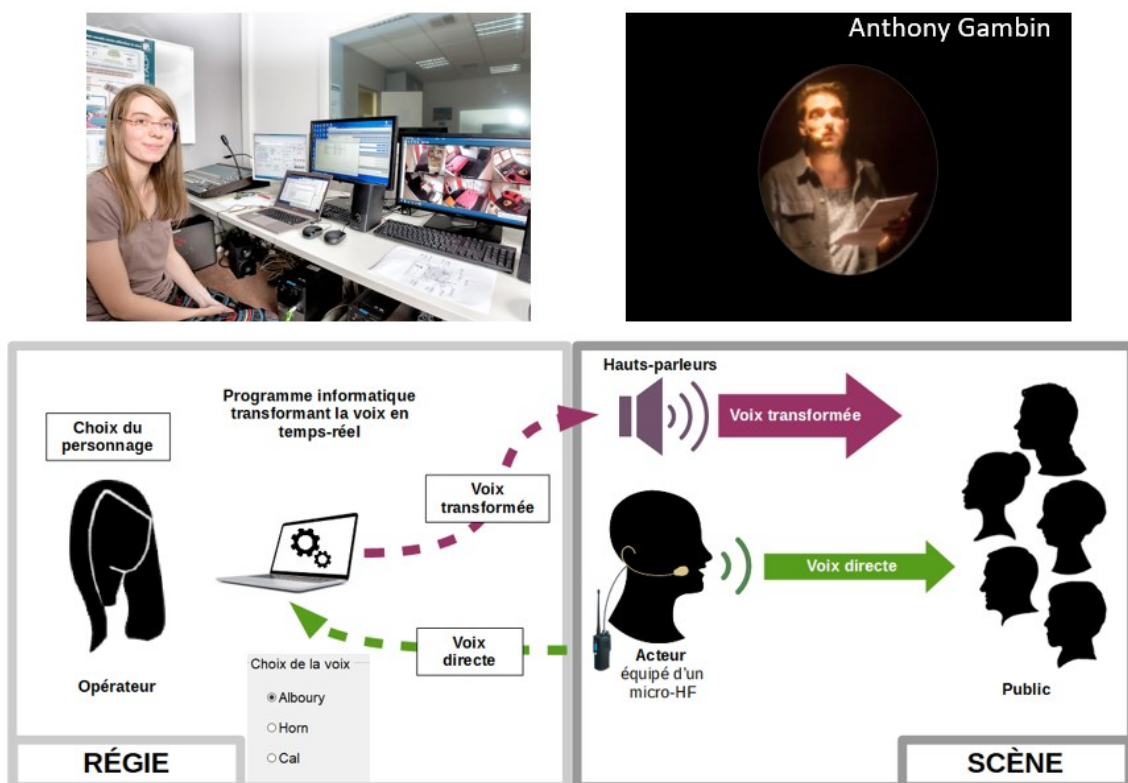 Anthony Gambin
Hauts-parleurs
Programme informatique
transformant la voix en
temps-réel
Choix du
personnage
Voix transformée
Voix
transformée
Voix directe
Voix
directe
Opérateur
Choix de la voix
Alboury
Horn
Cal
Acteur
équipé d'un
micro-HF
Public
RÉGIE
SCÈNE